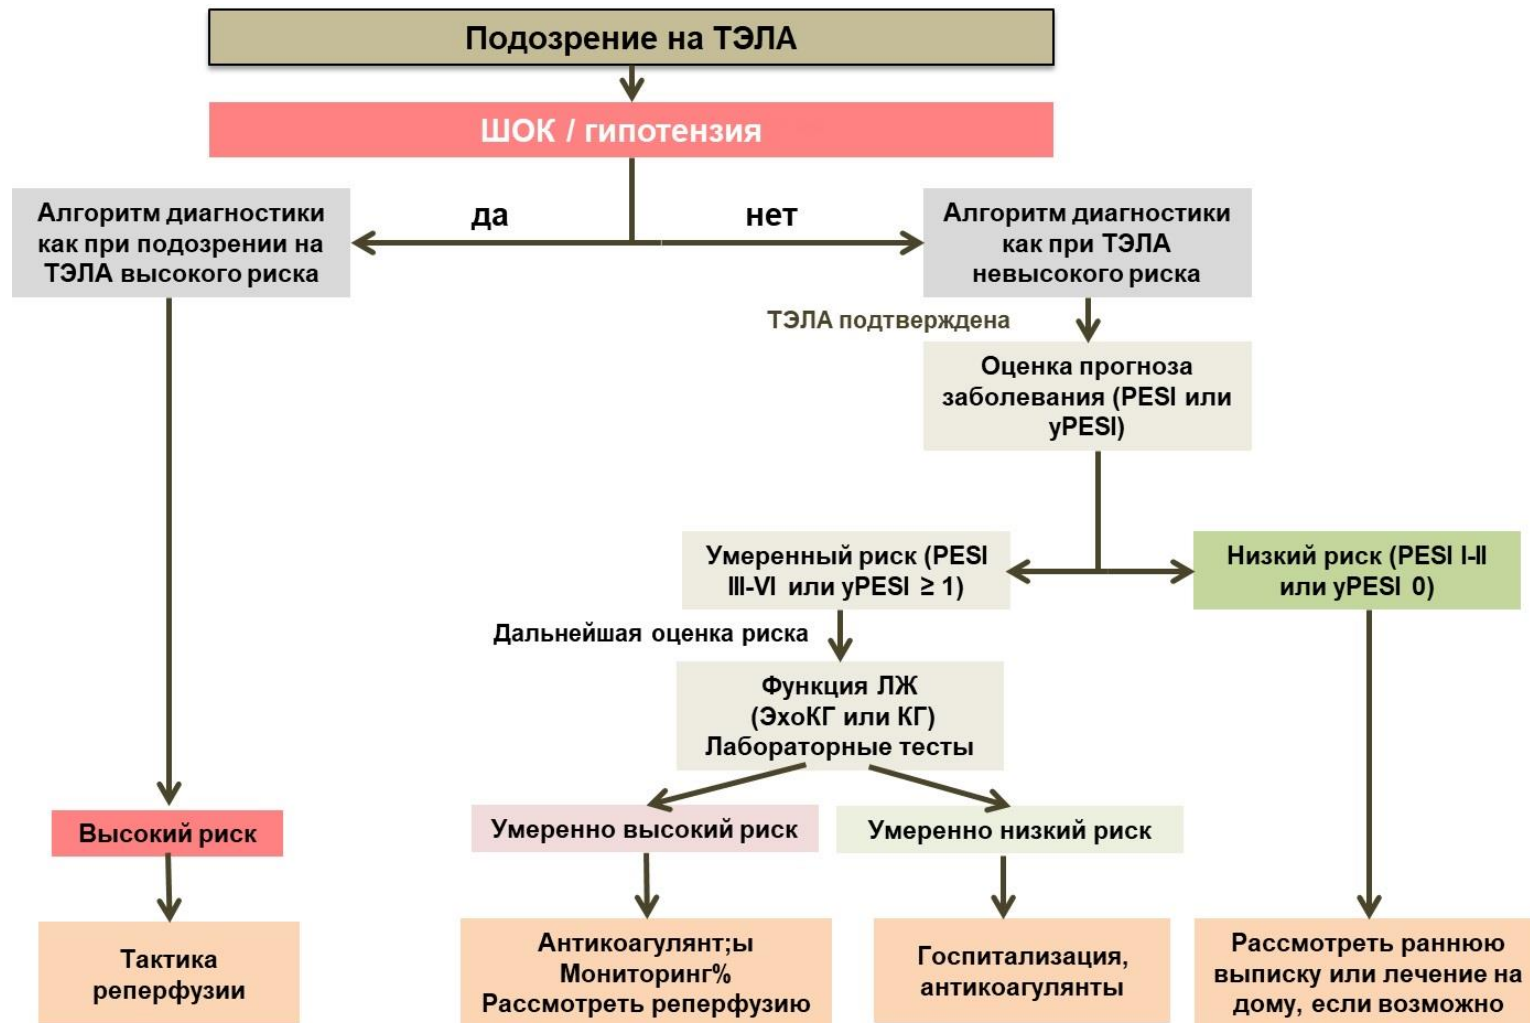 Подозрение на ТЭЛА
ШОК / гипотензия
Алгоритм диагностики
как при подозрении на
ТЭЛА высокого риска
да
нет
Алгоритм диагностики
как при ТЭЛА
невысокого риска
ТЭЛА подтверждена
Оценка прогноза
заболевания (PESI или
уPESI)
Умеренный риск (PESI
III-VI или уPESI ≥ 1)
Низкий риск (PESI I-II
или уPESI 0)
Дальнейшая оценка риска
Функция ЛЖ
(ЭхоКГ или КГ)
Лабораторные тесты
Высокий риск
Умеренно высокий риск
Умеренно низкий риск
Тактика
реперфузии
Антикоагулянт;ы
Мониторинг%
Рассмотреть реперфузию
Госпитализация,
антикоагулянты
Рассмотреть раннюю
выписку или лечение на
дому, если возможно